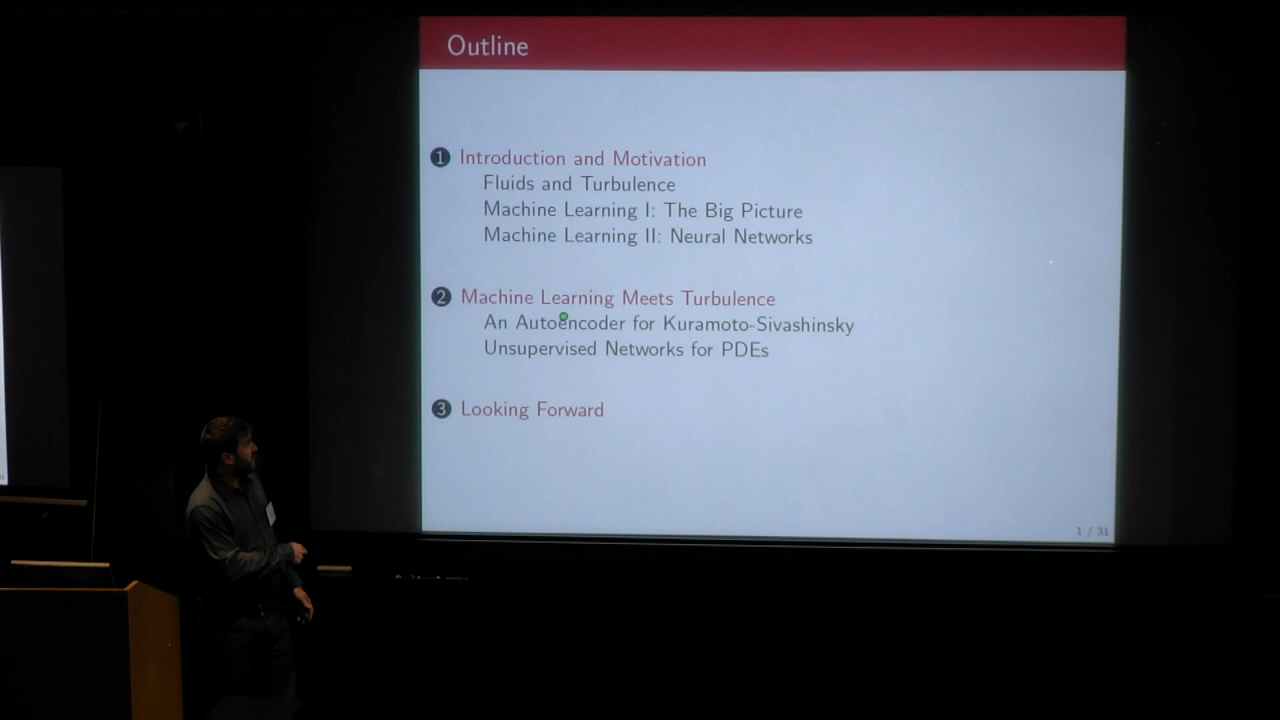 Outline
1 Introduction and Motivation
Fluids and Turbulence
Machine Learning I: The Big Picture
Machine Learning II: Neural Networks
2 Machine Learning Meets Turbulence
An Autoencoder for Kuramoto-Sivashinsky
Unsupervised Networks for PDEs
3 Looking Forward
1 / 31